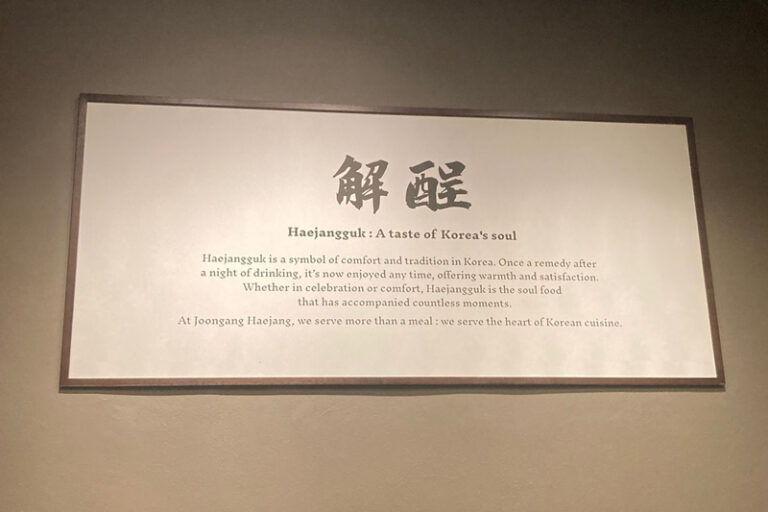 解酲
Haejangguk : A taste of Korea's soul
Haejangguk is a symbol of comfort and tradition in Korea. Once a remedy after
a night of drinking, it's now enjoyed any time, offering warmth and satisfaction.
Whether in celebration or comfort, Haejangguk is the soul food
that has accompanied countless moments.
At Joongang Haejang, we serve more than a meal : we serve the heart of Korean cuisine.